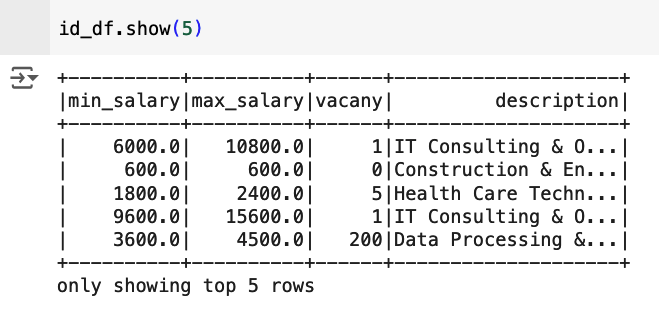 id_df.show(5)
+----------+----------+-------+--------------------+
|min_salary|max_salary|vacany|         description|
+----------+----------+-------+--------------------+
|    6000.0|   10800.0|     1|IT Consulting & O...|
|     600.0|     600.0|     0|Construction & En...|
|    1800.0|    2400.0|     5|Health Care Techn...|
|    9600.0|   15600.0|     1|IT Consulting & O...|
|    3600.0|    4500.0|   200|Data Processing &...|
+----------+----------+-------+--------------------+
only showing top 5 rows